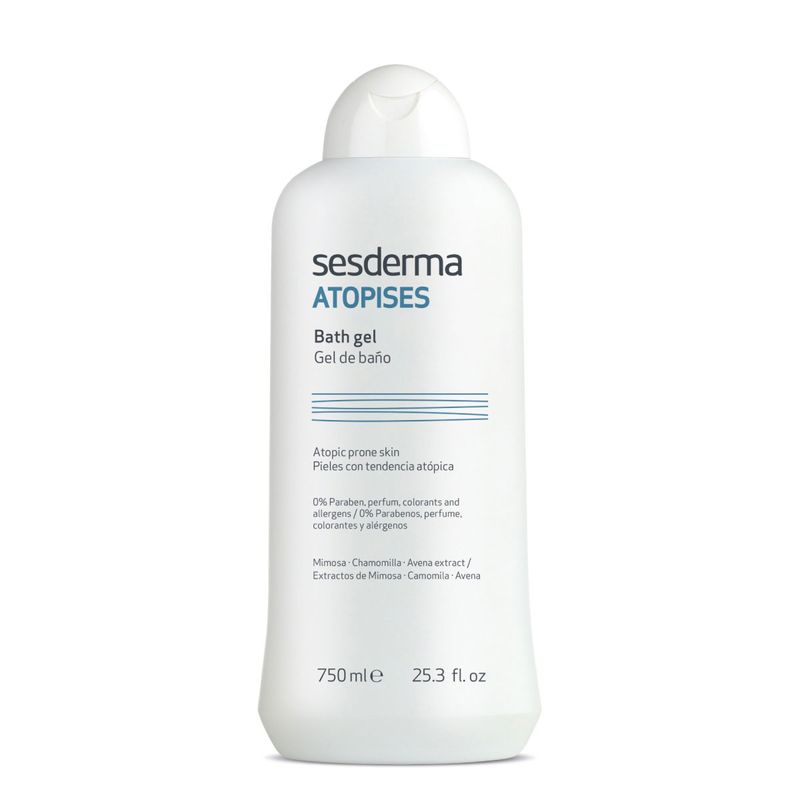 sesderma
ATOPISES
Bath gel
Gel de baño
Atopic prone skin
Pieles con tendencia atópica
0% Paraben, perfum, colorants and
allergens / 0% Parabenos, perfume,
colorantes y alérgenos
Mimosa · Chamomilla · Avena extract /
Extractos de Mimosa · Camomila · Avena
750 ml ℮ 25.3 fl. oz